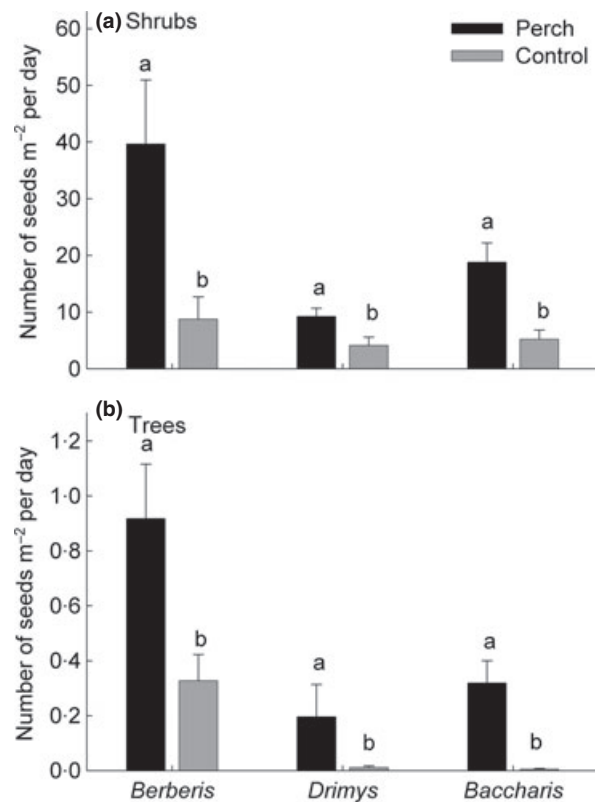 (a) Shrubs
Perch
Control
Number of seeds m⁻² per day
60
50
40
30
20
10
0
a
b
a
b
a
b
(b) Trees
Number of seeds m⁻² per day
1·2
1·0
0·8
0·6
0·4
0·2
0·0
a
b
a
b
a
b
Berberis Drimys Baccharis